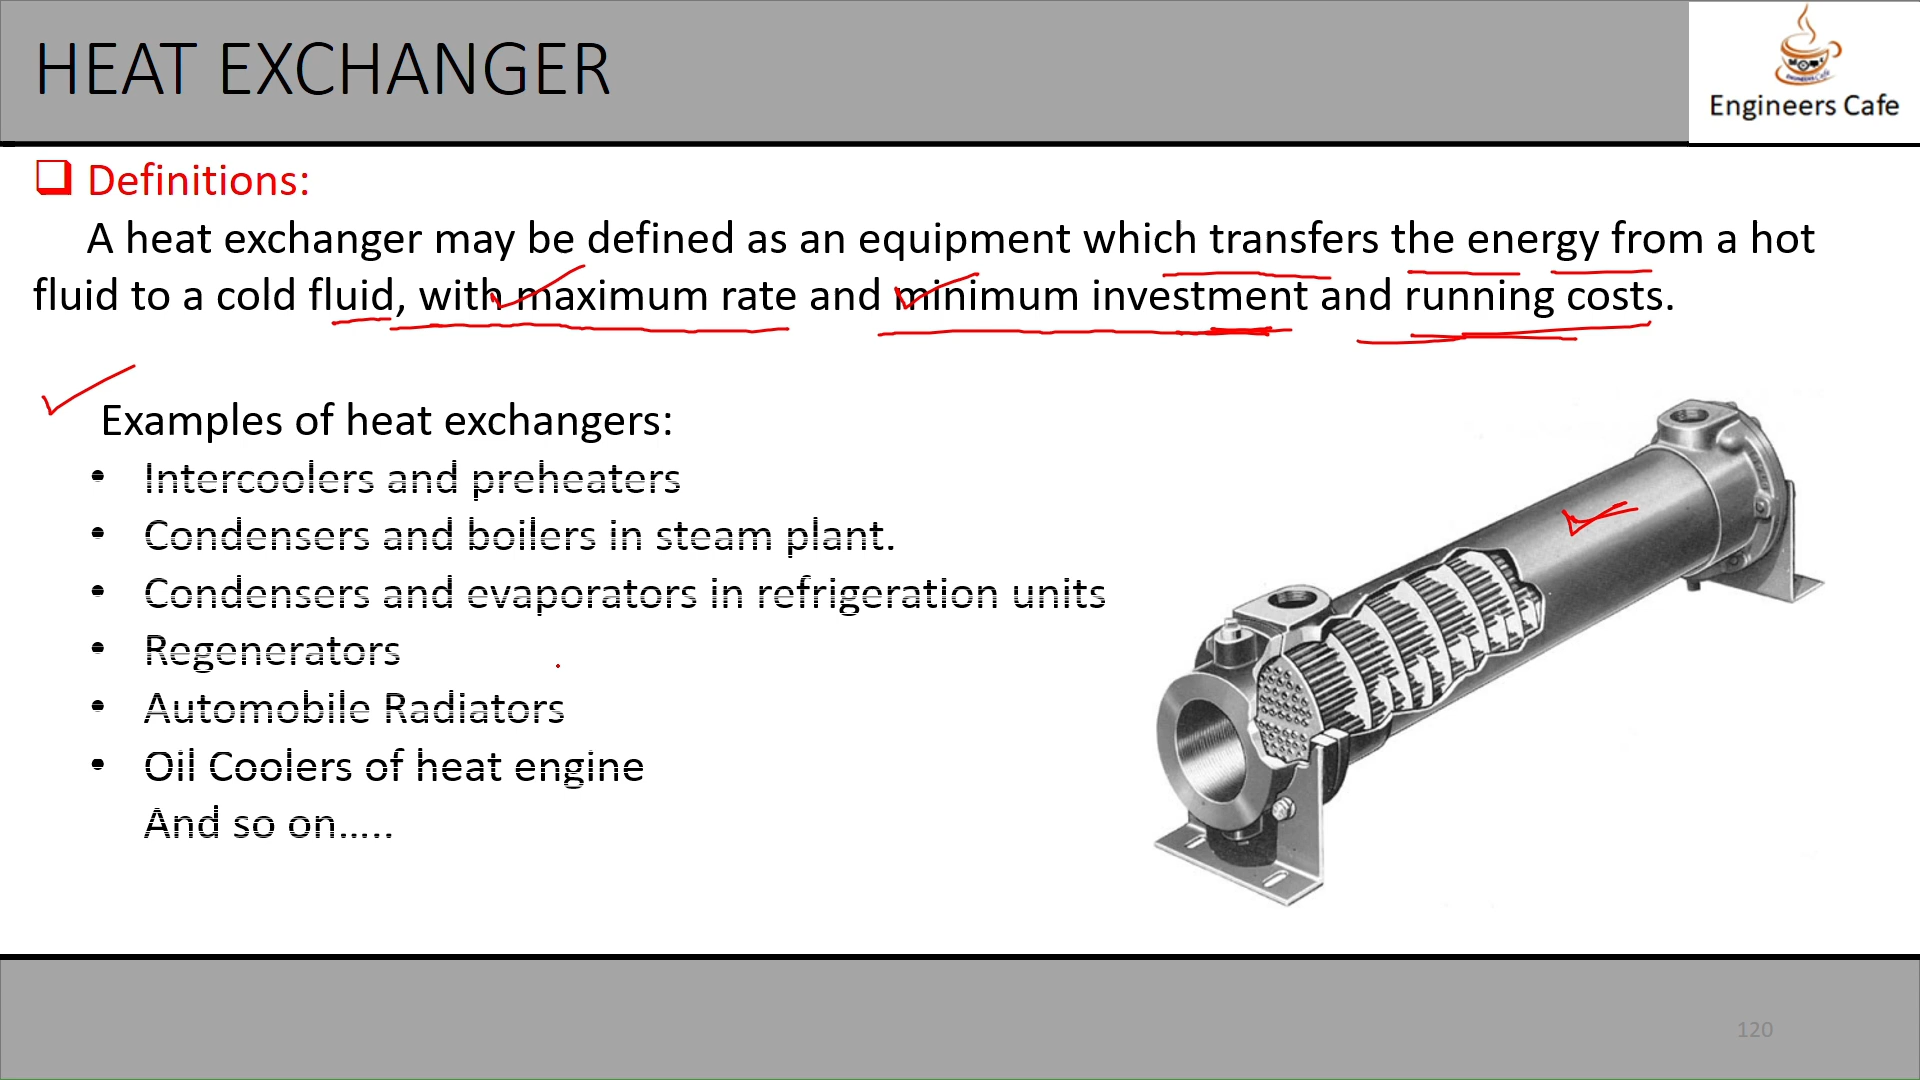 HEAT EXCHANGER
Engineers Cafe
Definitions:
A heat exchanger may be defined as an equipment which transfers the energy from a hot
fluid to a cold fluid, with maximum rate and minimum investment and running costs.
Examples of heat exchangers:
• Intercoolers and preheaters
• Condensers and boilers in steam plant.
• Condensers and evaporators in refrigeration units
• Regenerators
• Automobile Radiators
• Oil Coolers of heat engine
And so on…..
120